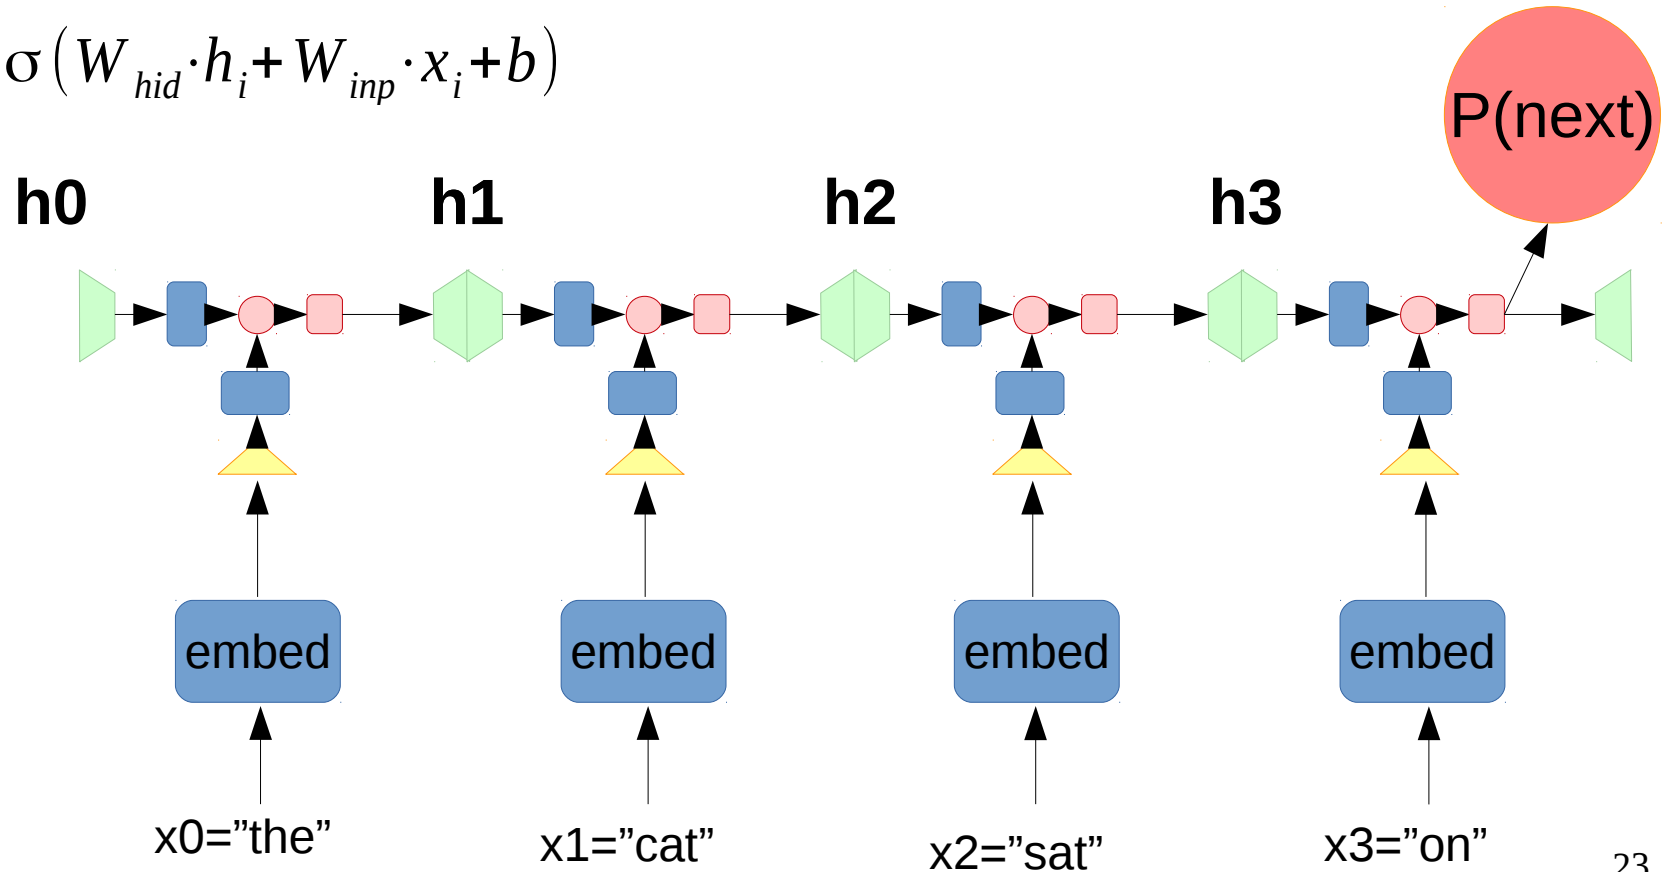 σ(W_hid·h_i+W_inp·x_i+b)
P(next)
h0 h1 h2 h3
embed embed embed embed
x0=”the” x1=”cat” x2=”sat” x3=”on”
23